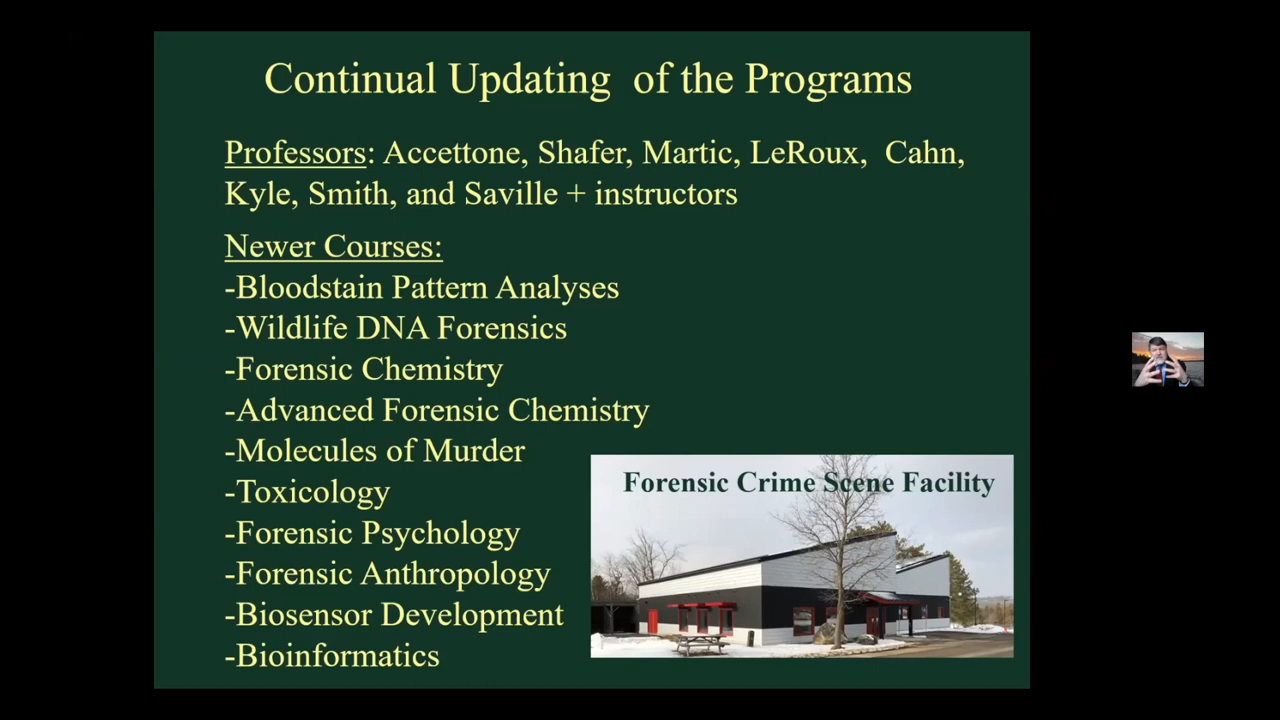 Continual Updating of the Programs
Professors: Accettone, Shafer, Martic, LeRoux, Cahn,
Kyle, Smith, and Saville + instructors
Newer Courses:
-Bloodstain Pattern Analyses
-Wildlife DNA Forensics
-Forensic Chemistry
-Advanced Forensic Chemistry
-Molecules of Murder
-Toxicology
-Forensic Psychology
-Forensic Anthropology
-Biosensor Development
-Bioinformatics
Forensic Crime Scene Facility